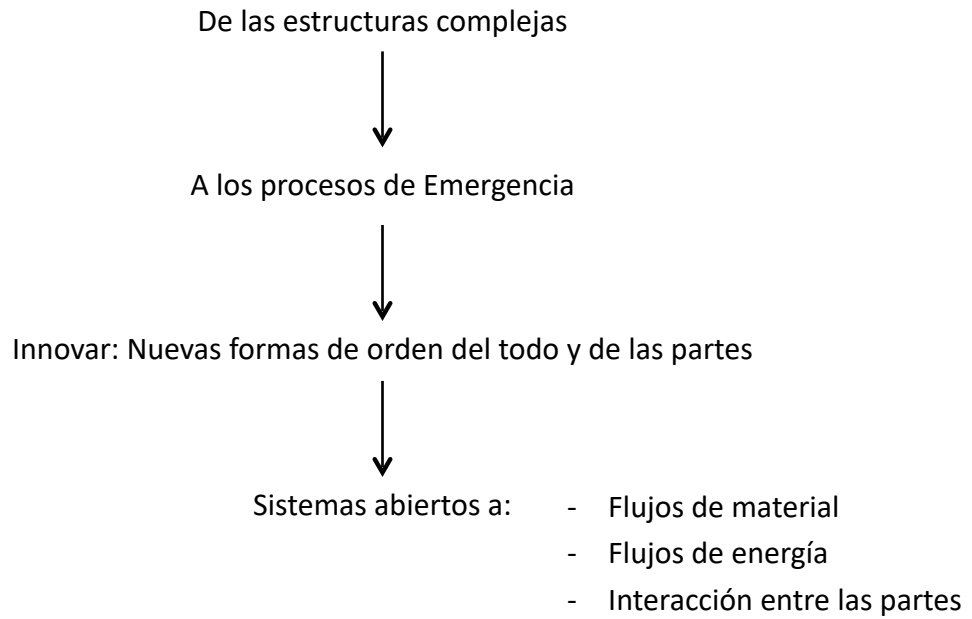 De las estructuras complejas
A los procesos de Emergencia
Innovar: Nuevas formas de orden del todo y de las partes
Sistemas abiertos a: - Flujos de material
- Flujos de energía
- Interacción entre las partes